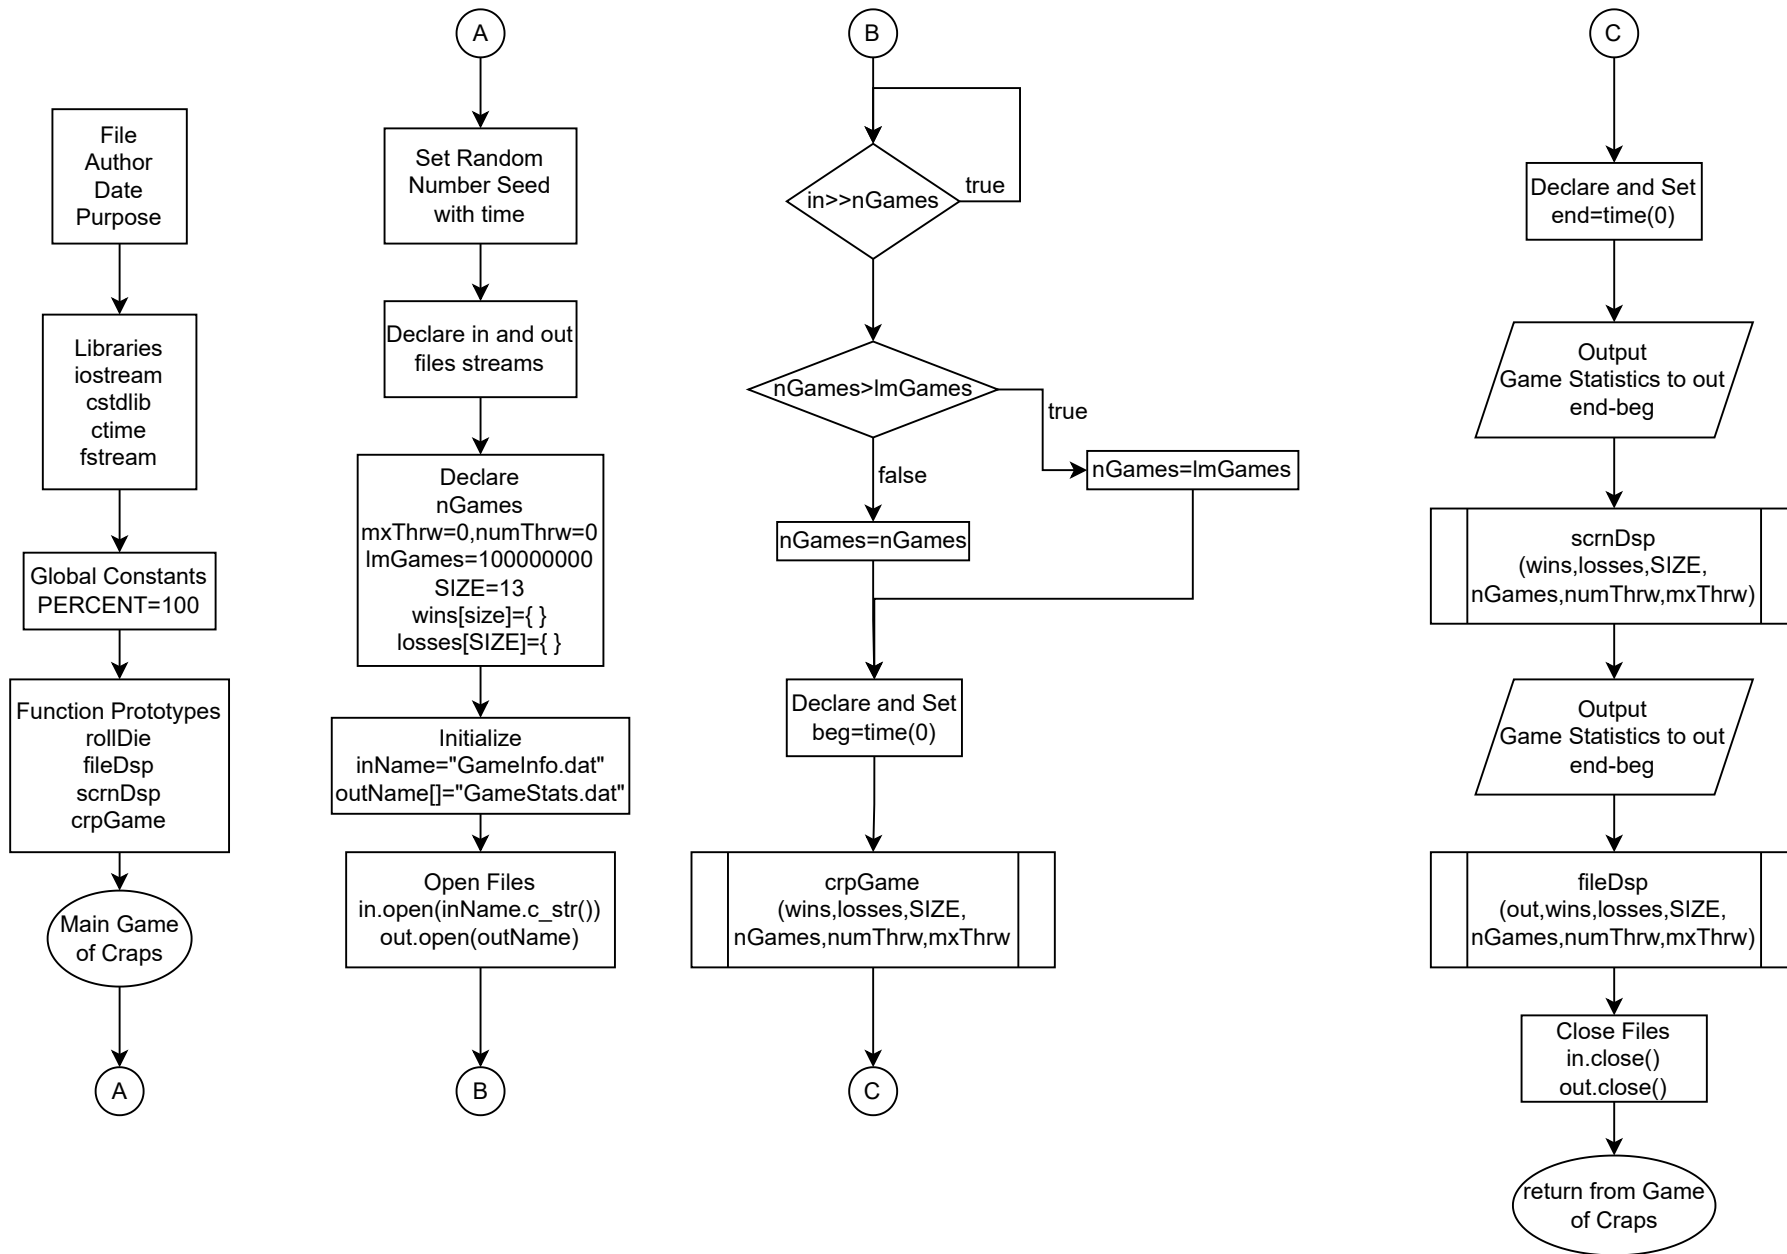 File
Author
Date
Purpose
Libraries
iostream
cstdlib
ctime
fstream
Global Constants
PERCENT=100
Function Prototypes
rollDie
fileDsp
scrnDsp
crpGame
Main Game
of Craps
A
A
Set Random
Number Seed
with time
Declare in and out
files streams
Declare
nGames
mxThrw=0,numThrw=0
lmGames=100000000
SIZE=13
wins[size]={ }
losses[SIZE]={ }
Initialize
inName="GameInfo.dat"
outName[]="GameStats.dat"
Open Files
in.open(inName.c_str())
out.open(outName)
B
B
in>>nGames
true
nGames>lmGames
true
false
nGames=lmGames
nGames=nGames
Declare and Set
beg=time(0)
crpGame
(wins,losses,SIZE,
nGames,numThrw,mxThrw
C
C
Declare and Set
end=time(0)
Output
Game Statistics to out
end-beg
scrnDsp
(wins,losses,SIZE,
nGames,numThrw,mxThrw)
Output
Game Statistics to out
end-beg
fileDsp
(out,wins,losses,SIZE,
nGames,numThrw,mxThrw)
Close Files
in.close()
out.close()
return from Game
of Craps